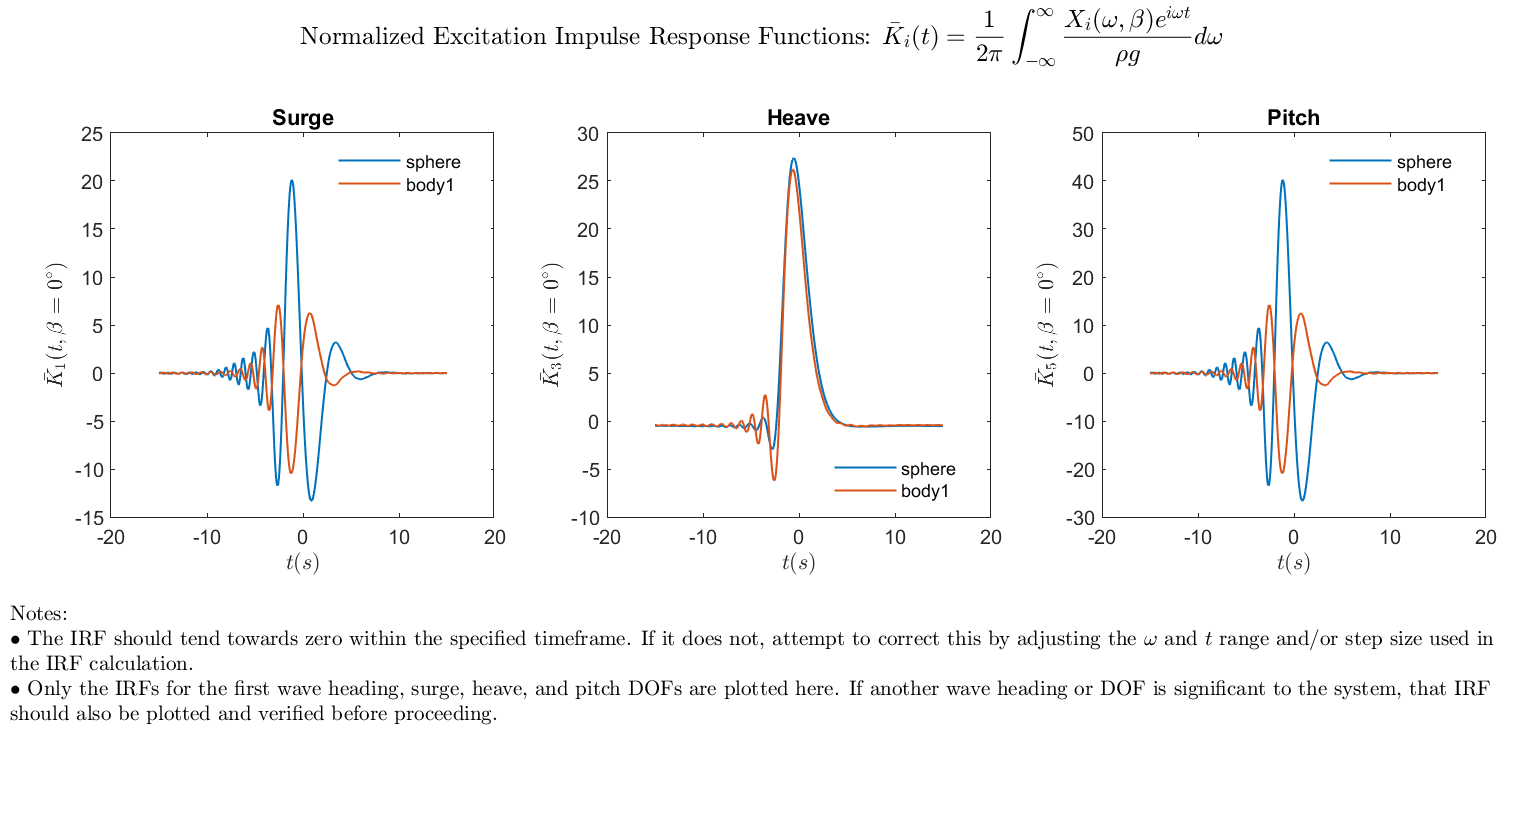 Normalized Excitation Impulse Response Functions: $\bar{K}_i(t) = \frac{1}{2\pi}\int_{-\infty}^{\infty}\frac{X_i(\omega,\beta)e^{i\omega t}}{\rho g}d\omega$
Surge
25
20
15
10
5
0
-5
-10
-15
-20
-10
0
10
20
$\bar{K}_1(t, \beta = 0^\circ)$
t(s)
sphere
body1
Heave
30
25
20
15
10
5
0
-5
-10
-20
-10
0
10
20
$\bar{K}_3(t, \beta = 0^\circ)$
t(s)
sphere
body1
Pitch
50
40
30
20
10
0
-10
-20
-30
-20
-10
0
10
20
$\bar{K}_5(t, \beta = 0^\circ)$
t(s)
sphere
body1
Notes:
• The IRF should tend towards zero within the specified timeframe. If it does not, attempt to correct this by adjusting the ω and t range and/or step size used in
the IRF calculation.
• Only the IRFs for the first wave heading, surge, heave, and pitch DOFs are plotted here. If another wave heading or DOF is significant to the system, that IRF
should also be plotted and verified before proceeding.